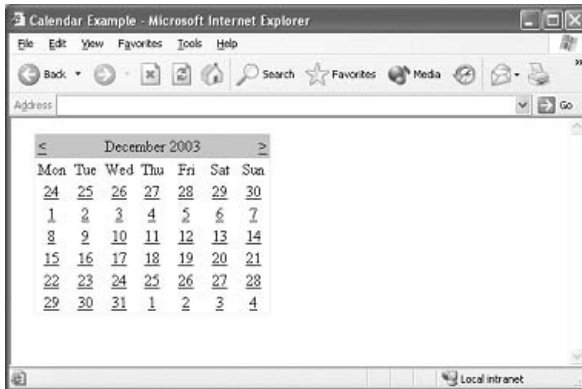 Calendar Example - Microsoft Internet Explorer
File Edit View Favorites Tools Help
Back Search Favorites Media »
Address Go
< December 2003 >
Mon Tue Wed Thu Fri Sat Sun
24 25 26 27 28 29 30
1 2 3 4 5 6 7
8 9 10 11 12 13 14
15 16 17 18 19 20 21
22 23 24 25 26 27 28
29 30 31 1 2 3 4
Local intranet